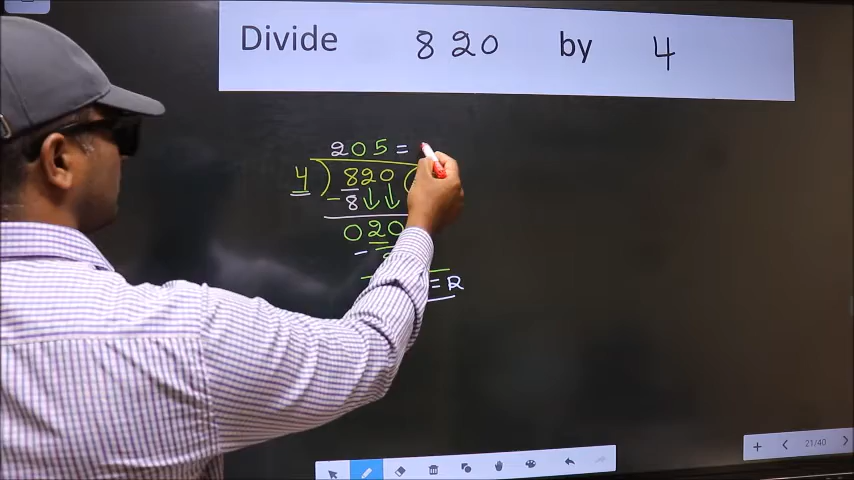 Divide 820 by 4
205 =
4 ) 820 (
- 8
020
-
= R
21/40